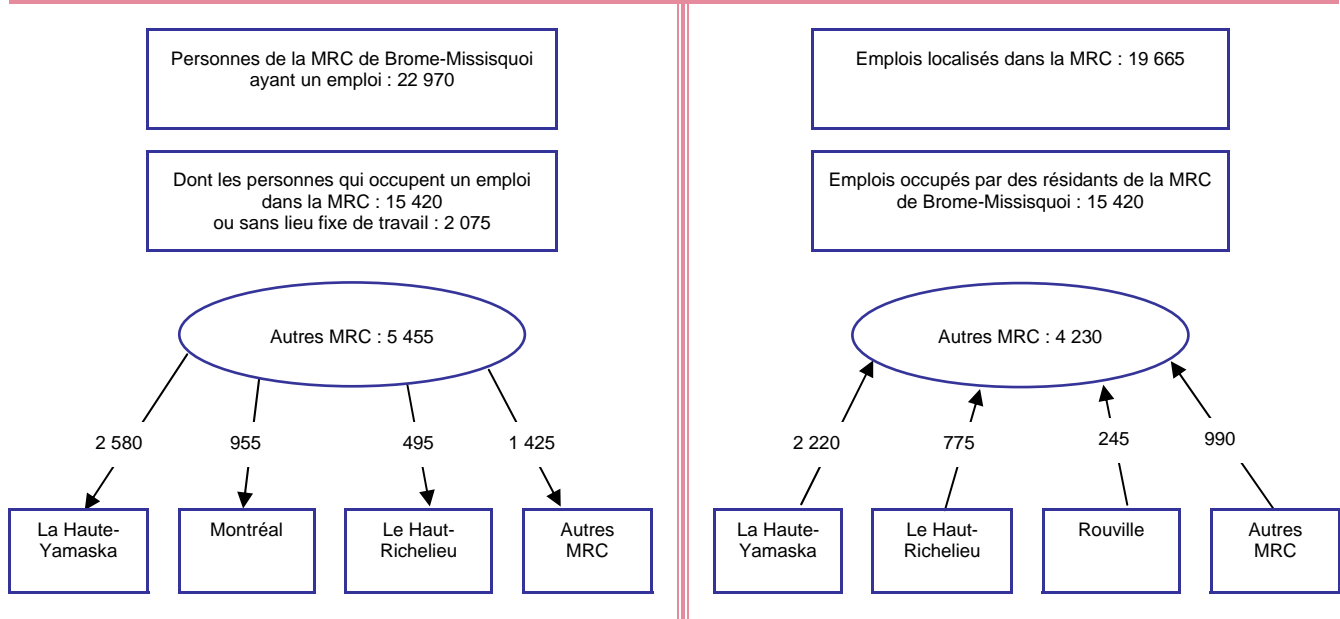 Personnes de la MRC de Brome-Missisquoi
ayant un emploi : 22 970
Dont les personnes qui occupent un emploi
dans la MRC : 15 420
ou sans lieu fixe de travail : 2 075
Autres MRC : 5 455
2 580
955
495
1 425
La Haute-
Yamaska
Montréal
Le Haut-
Richelieu
Autres
MRC
Emplois localisés dans la MRC : 19 665
Emplois occupés par des résidants de la MRC
de Brome-Missisquoi : 15 420
Autres MRC : 4 230
2 220
775
245
990
La Haute-
Yamaska
Le Haut-
Richelieu
Rouville
Autres
MRC